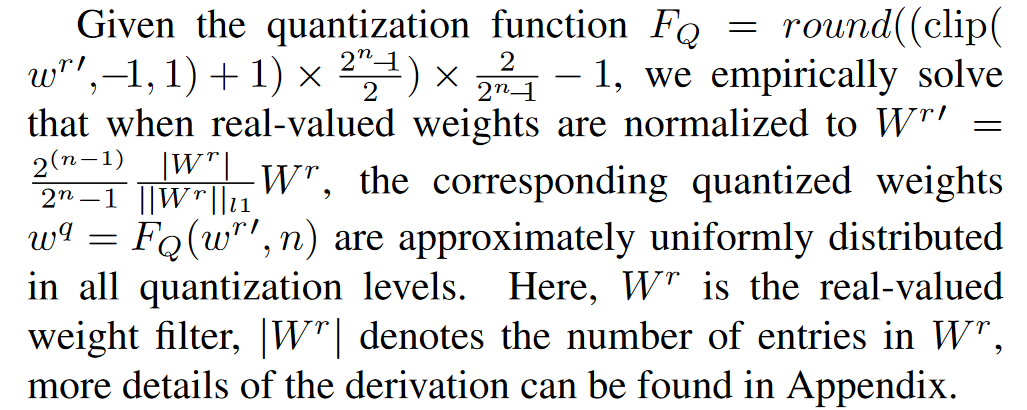 Given the quantization function $F_Q = round((\text{clip}($
$w^{r\prime},-1, 1) + 1) \times \frac{2^n-1}{2}) \times \frac{2}{2^n-1} - 1$, we empirically solve
that when real-valued weights are normalized to $W^{r\prime} =$
$\frac{2^{(n-1)}}{2^n-1} \frac{|W^r|}{||W^r||_{l1}} W^r$, the corresponding quantized weights
$w^q = F_Q(w^{r\prime}, n)$ are approximately uniformly distributed
in all quantization levels. Here, $W^r$ is the real-valued
weight filter, $|W^r|$ denotes the number of entries in $W^r$,
more details of the derivation can be found in Appendix.